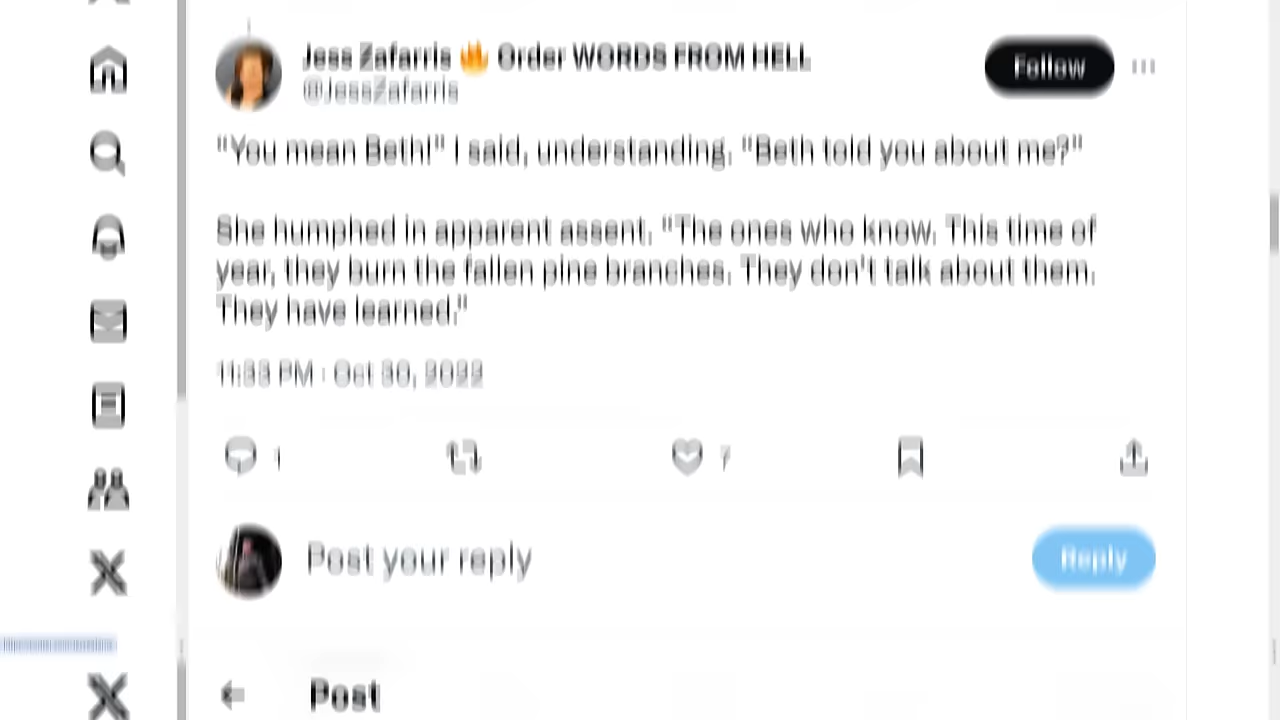 Jess Zafarris 🔥 Order WORDS FROM HELL
Follow
@JessZafarris
"You mean Beth!" I said, understanding. "Beth told you about me?"
She humphed in apparent assent. "The ones who know. This time of
year, they burn the fallen pine branches. They don't talk about them.
They have learned."
11:33 PM · Oct 30, 2022
1
7
Post your reply
Reply
Post